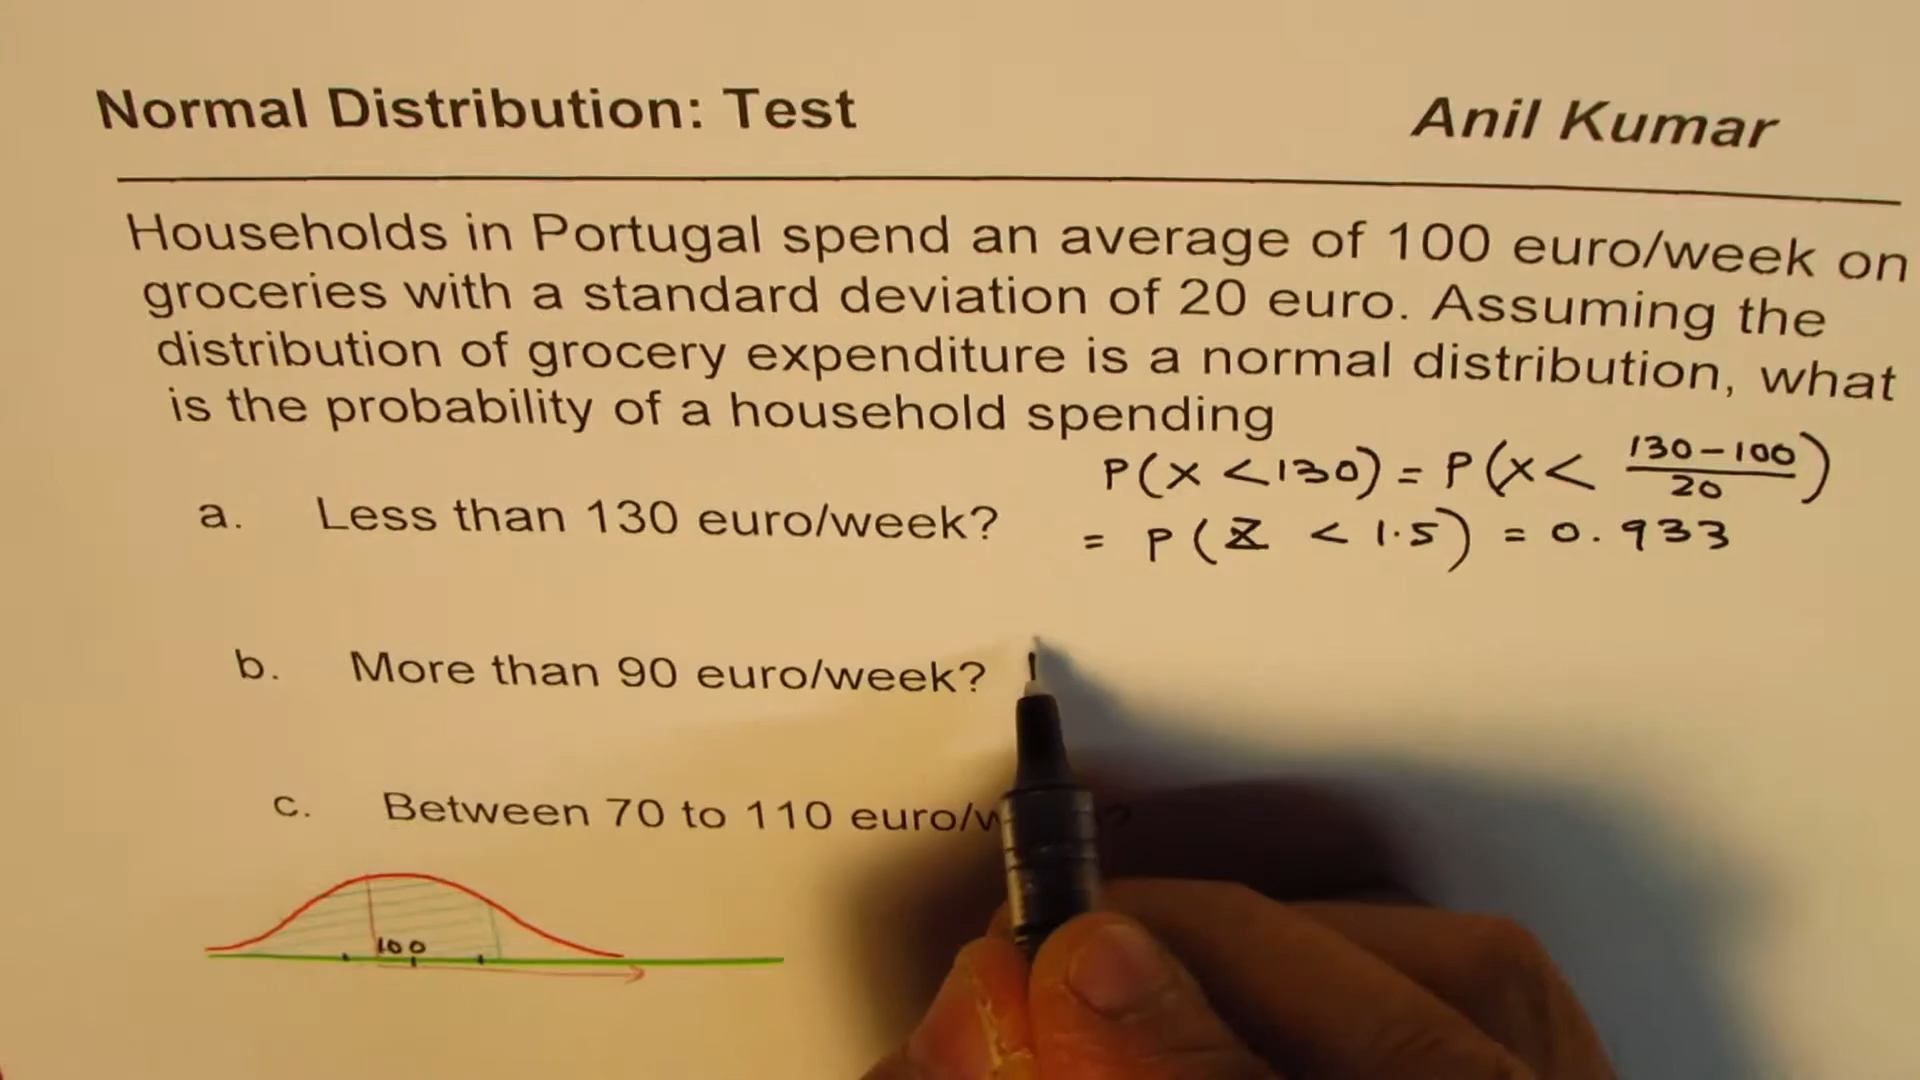 Normal Distribution: Test
Anil Kumar
Households in Portugal spend an average of 100 euro/week on
groceries with a standard deviation of 20 euro. Assuming the
distribution of grocery expenditure is a normal distribution, what
is the probability of a household spending
P(X < 130) = P(X < \frac{130-100}{20})
a. Less than 130 euro/week?
= P(Z < 1.5) = 0.933
b. More than 90 euro/week?
c. Between 70 to 110
100